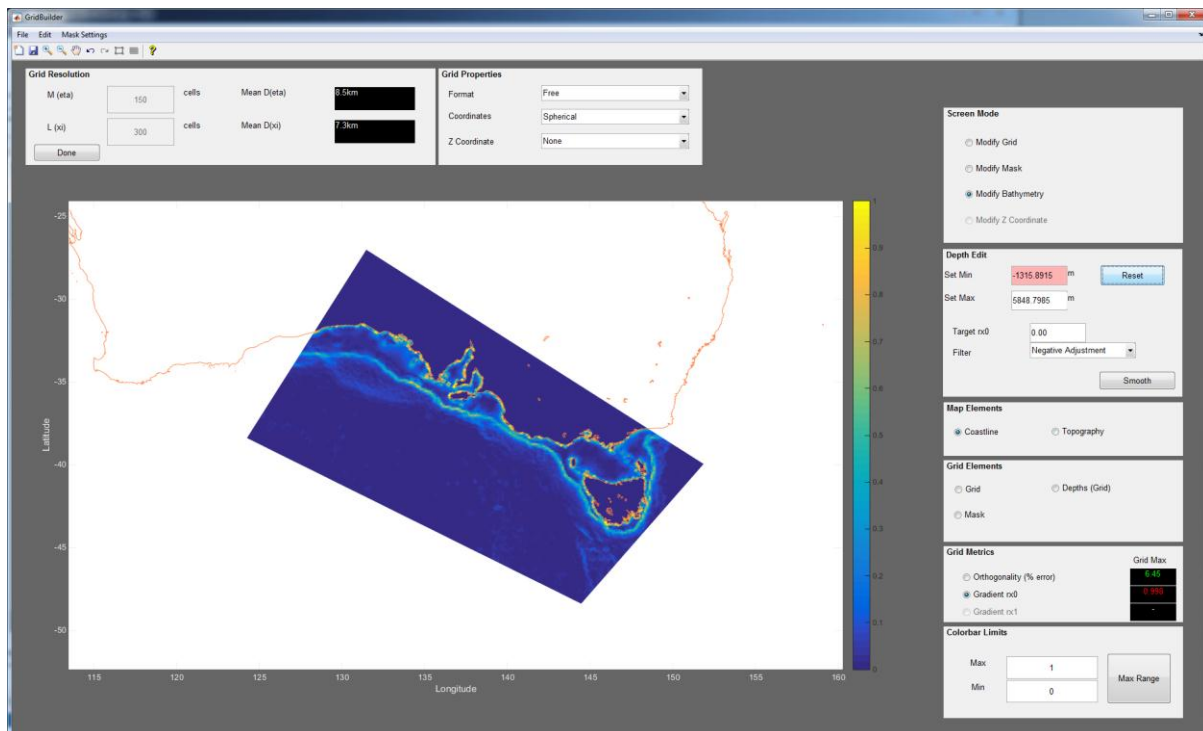 GridBuilder
File Edit Mask Settings
Grid Resolution
M (eta) 150 cells Mean D(eta) 8.5km
L (xi) 300 cells Mean D(xi) 7.3km
Done
Grid Properties
Format Free
Coordinates Spherical
Z Coordinate None
Screen Mode
Modify Grid
Modify Mask
Modify Bathymetry
Modify Z Coordinate
Depth Edit
Set Min -1315.8915 m Reset
Set Max 5848.7985 m
Target rx0 0.00
Filter Negative Adjustment
Smooth
Map Elements
Coastline Topography
Grid Elements
Grid Depths (Grid)
Mask
Grid Metrics
Grid Max
Orthogonality (% error) 6.45
Gradient rx0 0.995
Gradient rx1 -
Colorbar Limits
Max 1
Min 0
Max Range
-25
-30
-35
-40
-45
-50
Latitude
115 120 125 130 135 140 145 150 155 160
Longitude
1
0.9
0.8
0.7
0.6
0.5
0.4
0.3
0.2
0.1
0